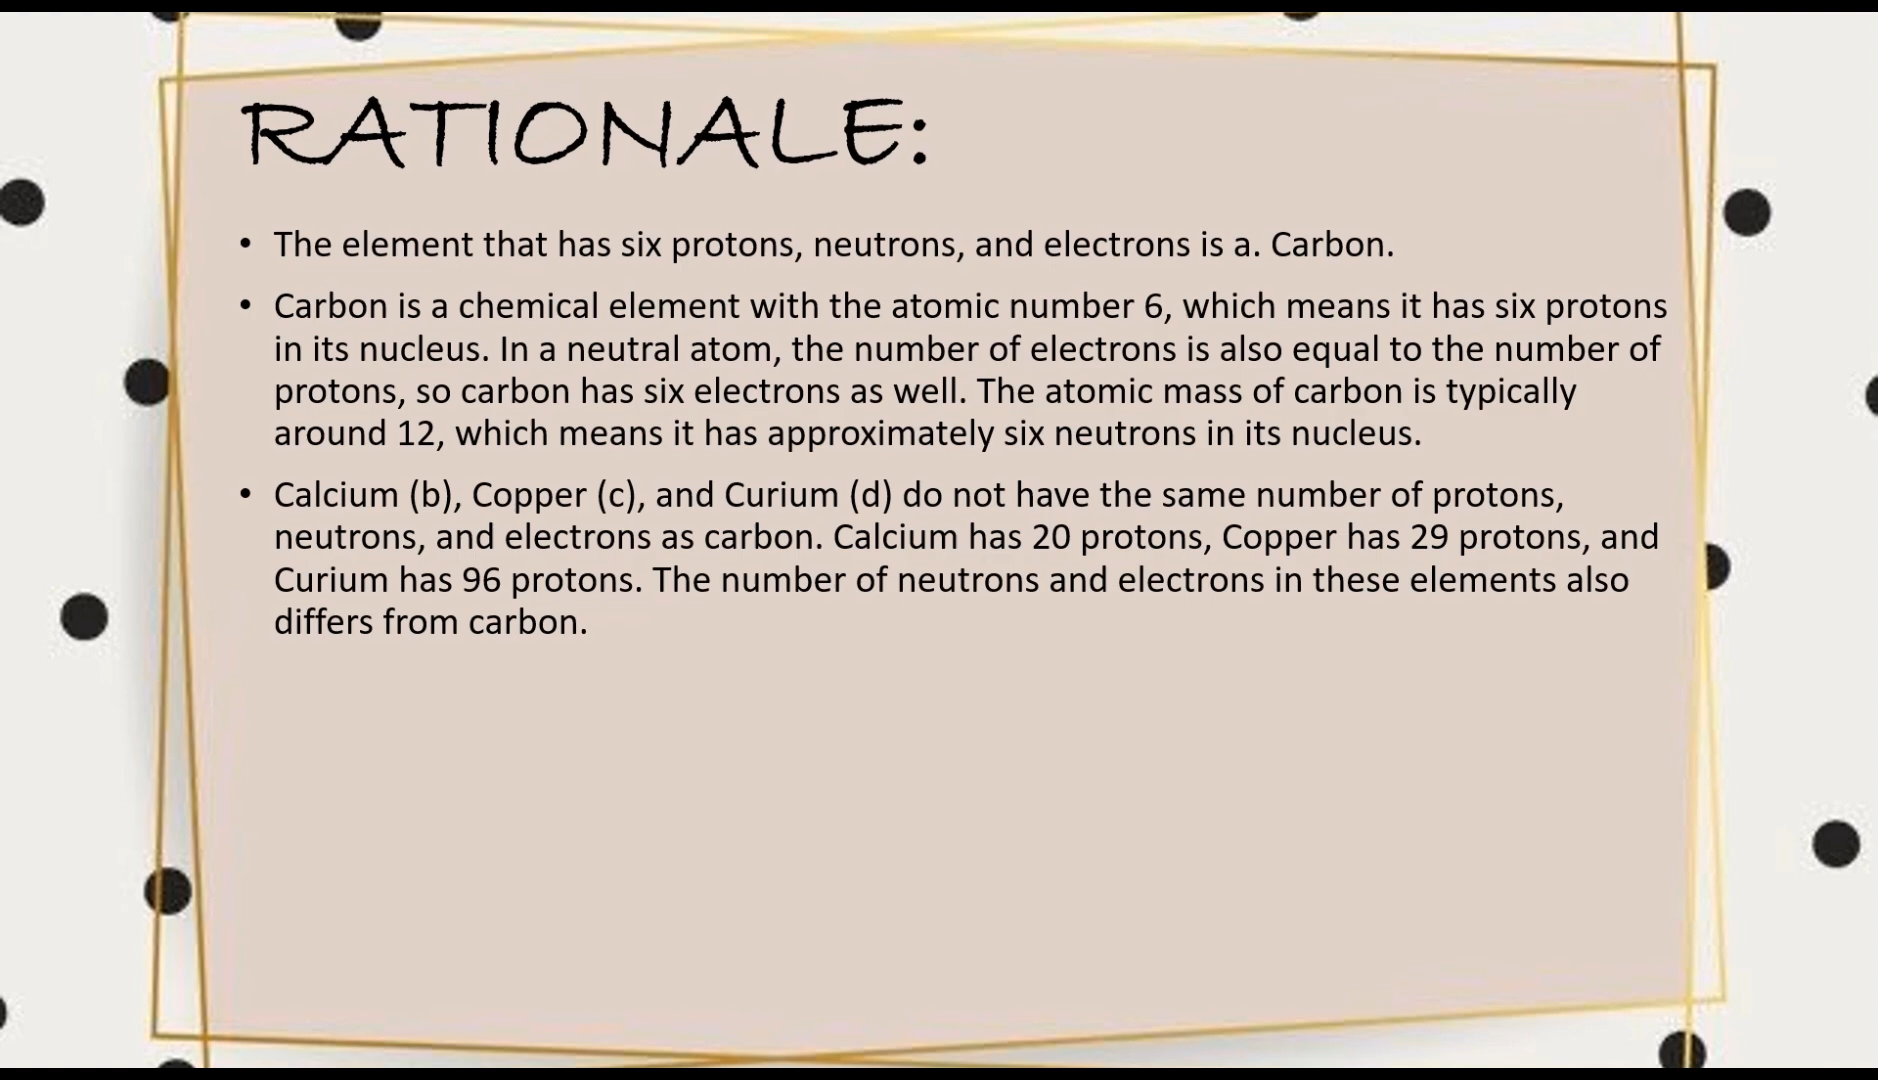 RATIONALE:
• The element that has six protons, neutrons, and electrons is a. Carbon.
• Carbon is a chemical element with the atomic number 6, which means it has six protons
in its nucleus. In a neutral atom, the number of electrons is also equal to the number of
protons, so carbon has six electrons as well. The atomic mass of carbon is typically
around 12, which means it has approximately six neutrons in its nucleus.
• Calcium (b), Copper (c), and Curium (d) do not have the same number of protons,
neutrons, and electrons as carbon. Calcium has 20 protons, Copper has 29 protons, and
Curium has 96 protons. The number of neutrons and electrons in these elements also
differs from carbon.